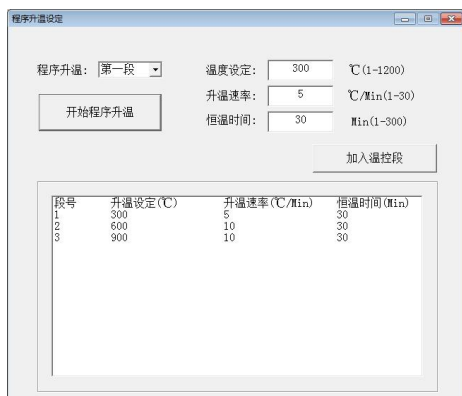 程序升温设定
程序升温: 第一段 温度设定: 300 ℃(1-1200)
升温速率: 5 ℃/Min(1-30)
开始程序升温 恒温时间: 30 Min(1-300)
加入温控段
段号 升温设定(℃) 升温速率(℃/Min) 恒温时间(Min)
1 300 5 30
2 600 10 30
3 900 10 30